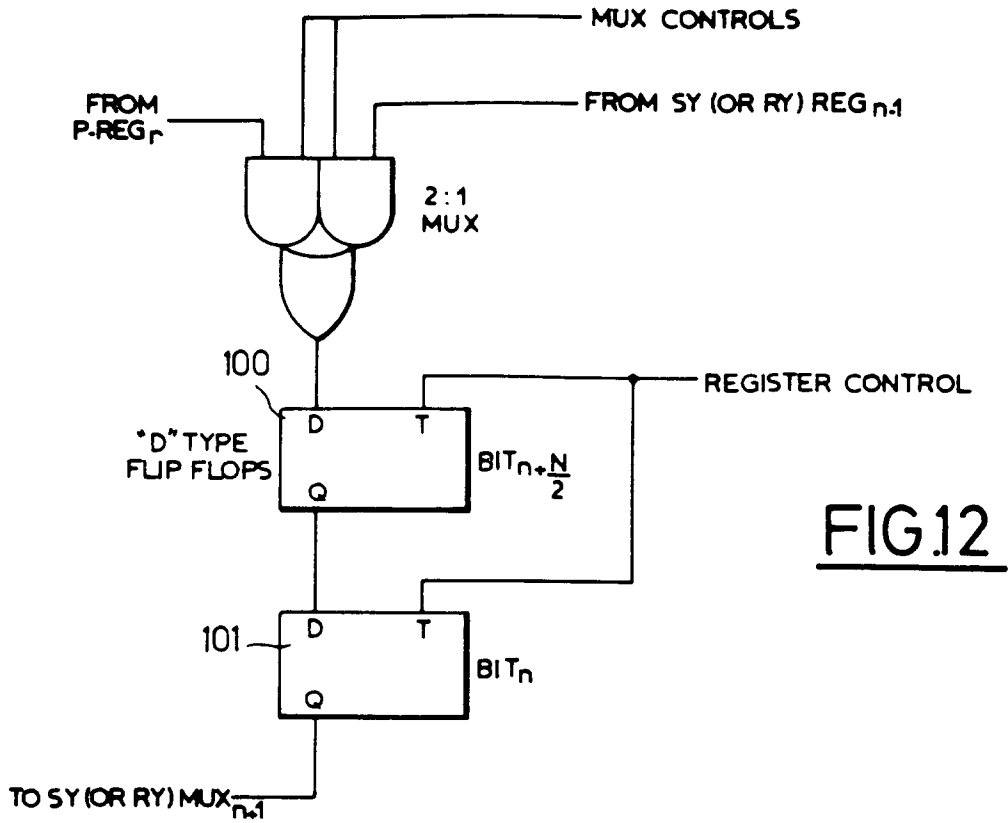 MUX CONTROLS
FROM
P-REGr
FROM SY (OR RY) REGn-1
2:1
MUX
100
REGISTER CONTROL
"D" TYPE
FLIP FLOPS
D T
Q
BITn+N/2
FIG.12
101
D T
Q
BITn
TO SY (OR RY) MUXn+1